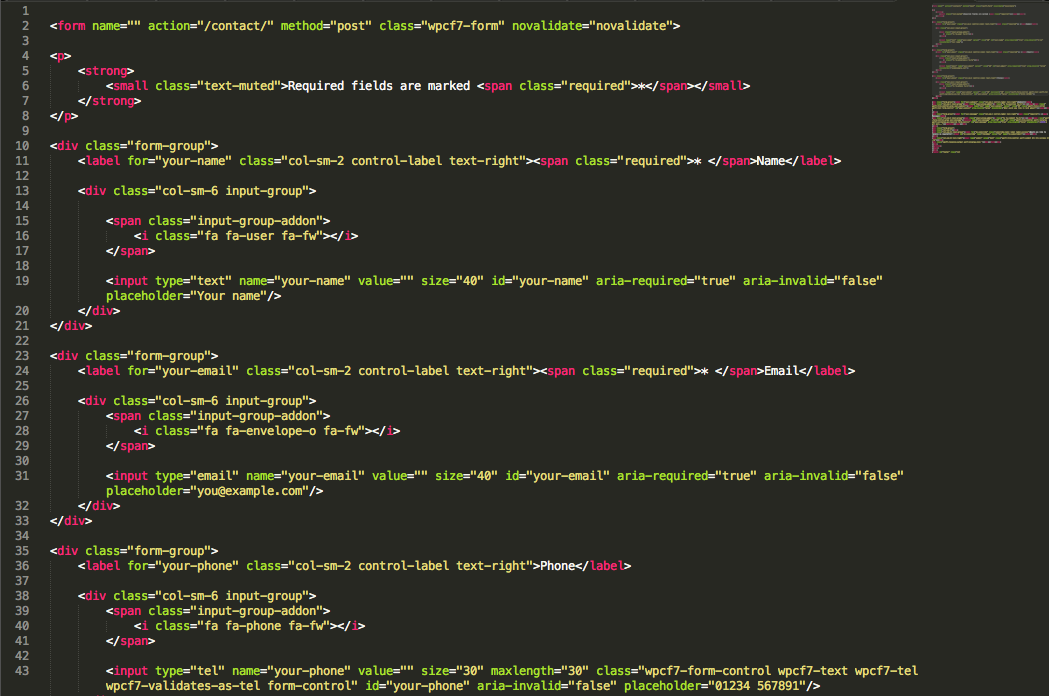 1
2 <form name="" action="/contact/" method="post" class="wpcf7-form" novalidate="novalidate">
3
4 <p>
5 <strong>
6 <small class="text-muted">Required fields are marked <span class="required">*</span></small>
7 </strong>
8 </p>
9
10 <div class="form-group">
11 <label for="your-name" class="col-sm-2 control-label text-right"><span class="required">* </span>Name</label>
12
13 <div class="col-sm-6 input-group">
14
15 <span class="input-group-addon">
16 <i class="fa fa-user fa-fw"></i>
17 </span>
18
19 <input type="text" name="your-name" value="" size="40" id="your-name" aria-required="true" aria-invalid="false"
placeholder="Your name"/>
20 </div>
21 </div>
22
23 <div class="form-group">
24 <label for="your-email" class="col-sm-2 control-label text-right"><span class="required">* </span>Email</label>
25
26 <div class="col-sm-6 input-group">
27 <span class="input-group-addon">
28 <i class="fa fa-envelope-o fa-fw"></i>
29 </span>
30
31 <input type="email" name="your-email" value="" size="40" id="your-email" aria-required="true" aria-invalid="false"
placeholder="you@example.com"/>
32 </div>
33 </div>
34
35 <div class="form-group">
36 <label for="your-phone" class="col-sm-2 control-label text-right">Phone</label>
37
38 <div class="col-sm-6 input-group">
39 <span class="input-group-addon">
40 <i class="fa fa-phone fa-fw"></i>
41 </span>
42
43 <input type="tel" name="your-phone" value="" size="30" maxlength="30" class="wpcf7-form-control wpcf7-text wpcf7-tel
wpcf7-validates-as-tel form-control" id="your-phone" aria-invalid="false" placeholder="01234 567891"/>